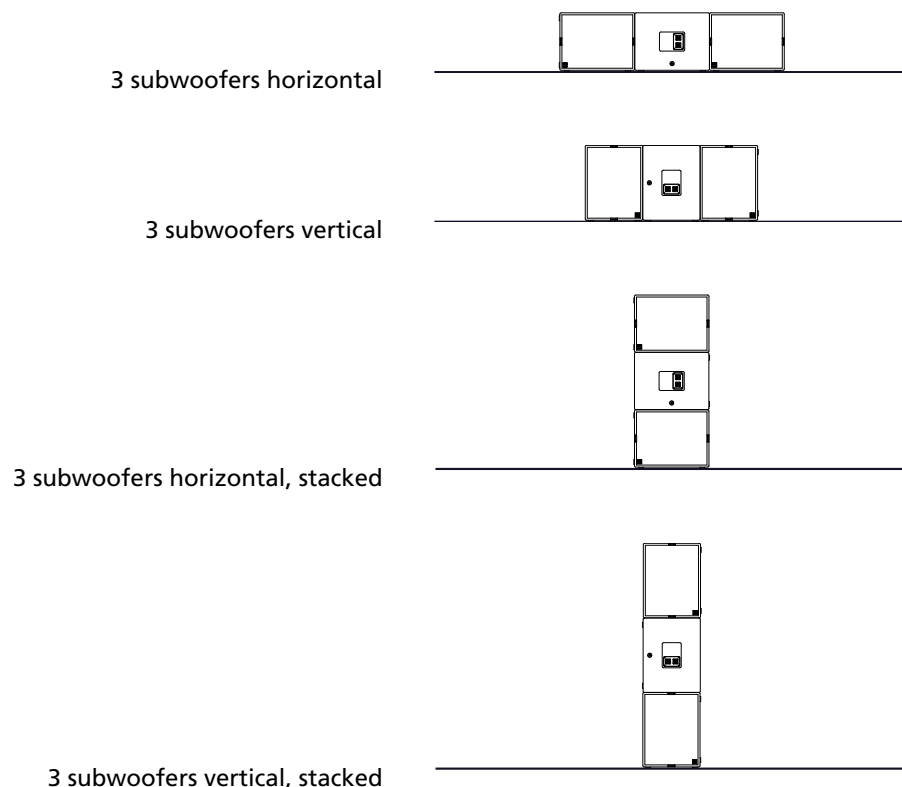 3 subwoofers horizontal
3 subwoofers vertical
3 subwoofers horizontal, stacked
3 subwoofers vertical, stacked